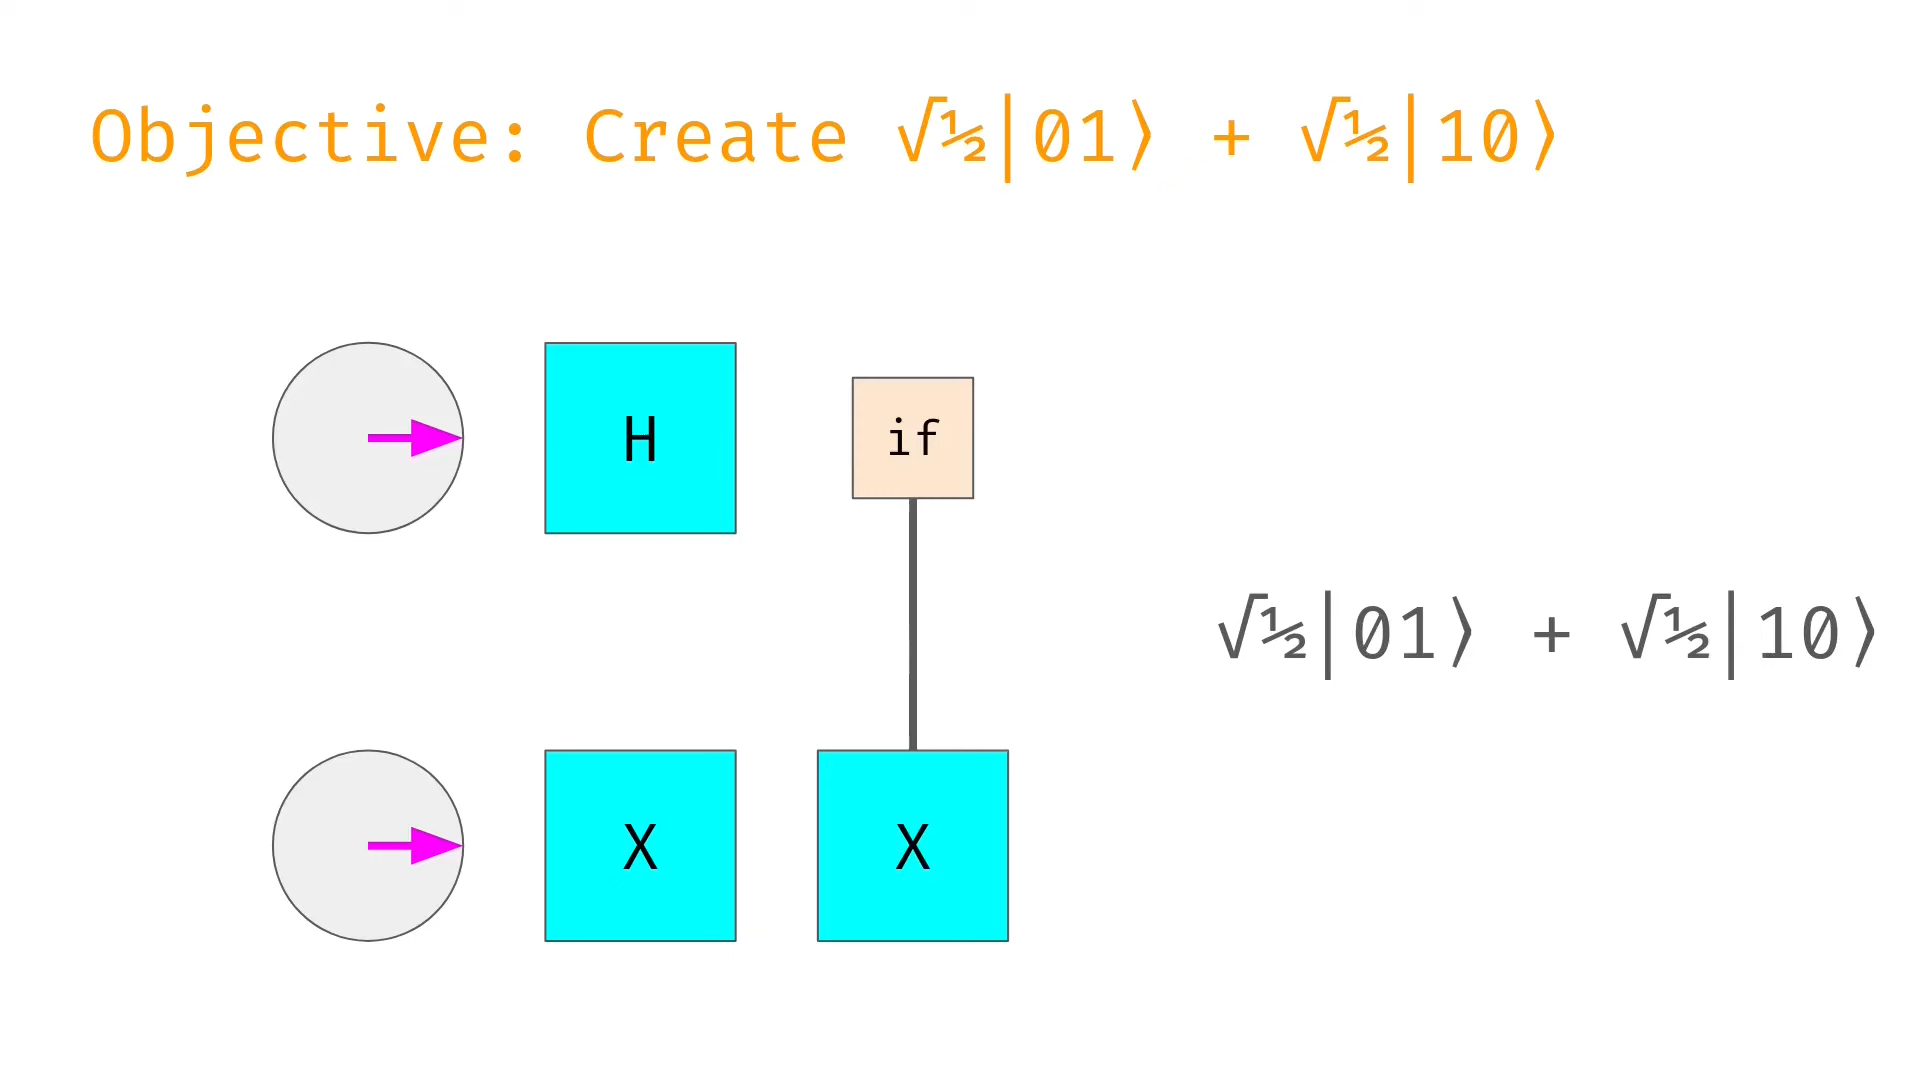 Objective: Create √½|01⟩ + √½|10⟩
H
if
√½|01⟩ + √½|10⟩
X
X